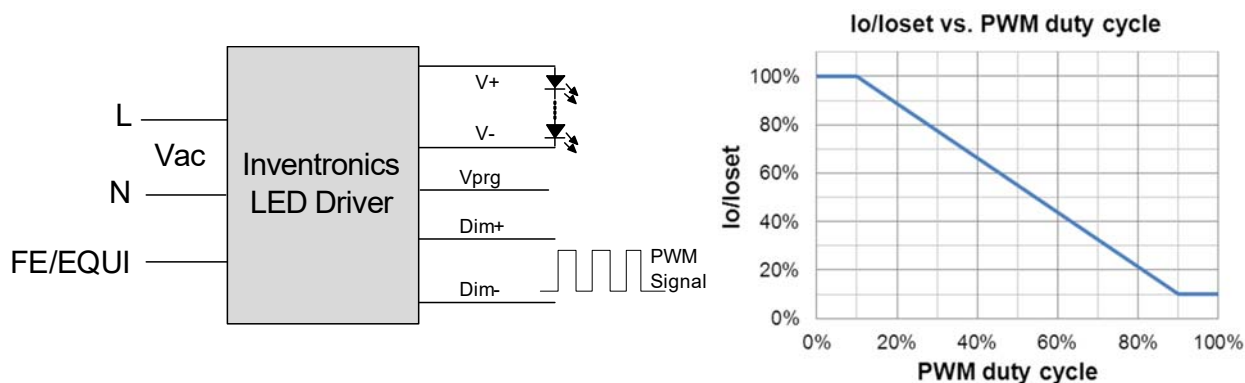 L
Vac
N
FE/EQUI
Inventronics
LED Driver
V+
V-
Vprg
Dim+
Dim-
PWM
Signal
Io/Ioset vs. PWM duty cycle
Io/Ioset
100%
80%
60%
40%
20%
0%
0% 20% 40% 60% 80% 100%
PWM duty cycle